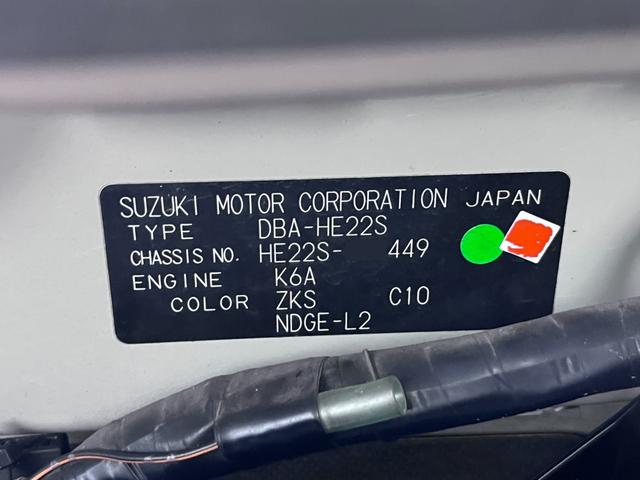 SUZUKI MOTOR CORPORATION JAPAN
TYPE DBA-HE22S
CHASSIS NO. HE22S- 449
ENGINE K6A
COLOR ZKS C10
NDGE-L2